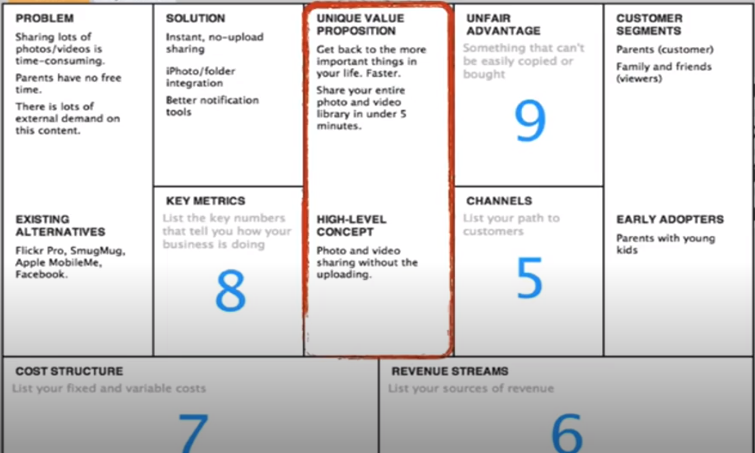 PROBLEM
Sharing lots of
photos/videos is
time-consuming.
Parents have no free
time.
There is lots of
external demand on
this content.
EXISTING
ALTERNATIVES
Flickr Pro, SmugMug,
Apple MobileMe,
Facebook.
SOLUTION
Instant, no-upload
sharing
iPhoto/folder
integration
Better notification
tools
KEY METRICS
List the key numbers
that tell you how your
business is doing
8
UNIQUE VALUE
PROPOSITION
Get back to the more
important things in
your life. Faster.
Share your entire
photo and video
library in under 5
minutes.
HIGH-LEVEL
CONCEPT
Photo and video
sharing without the
uploading.
UNFAIR
ADVANTAGE
Something that can't
be easily copied or
bought
9
CHANNELS
List your path to
customers
5
CUSTOMER
SEGMENTS
Parents (customer)
Family and friends
(viewers)
EARLY ADOPTERS
Parents with young
kids
COST STRUCTURE
List your fixed and variable costs
7
REVENUE STREAMS
List your sources of revenue
6